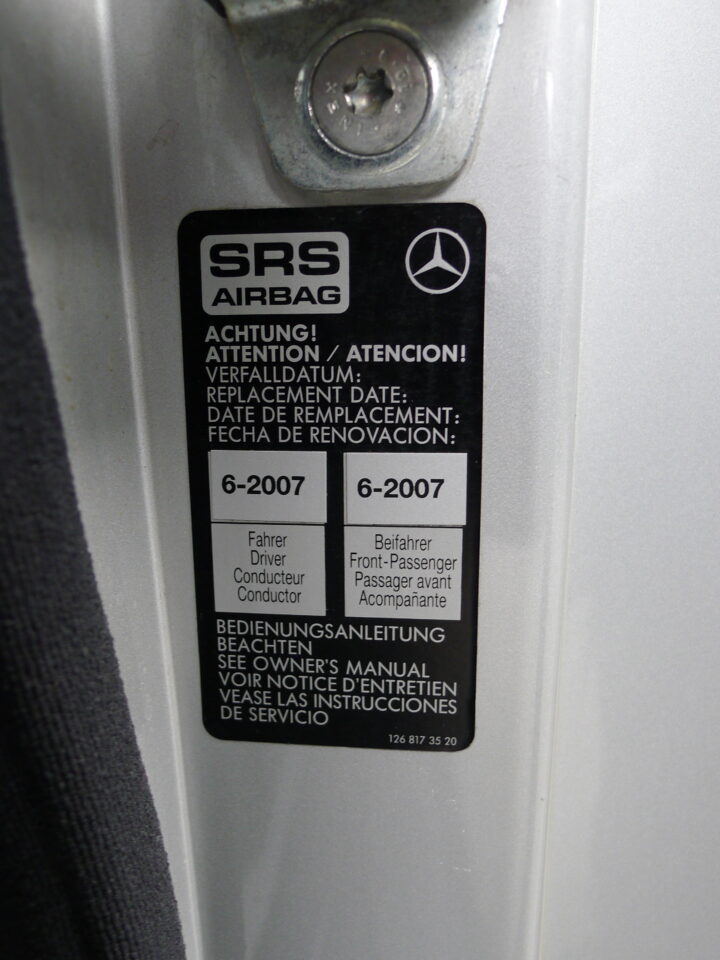 SRS
AIRBAG
ACHTUNG!
ATTENTION / ATENCION!
VERFALLDATUM:
REPLACEMENT DATE:
DATE DE REMPLACEMENT:
FECHA DE RENOVACION:
6-2007 6-2007
Fahrer
Driver
Conducteur
Conductor
Beifahrer
Front-Passenger
Passager avant
Acompañante
BEDIENUNGSANLEITUNG
BEACHTEN
SEE OWNER'S MANUAL
VOIR NOTICE D'ENTRETIEN
VEASE LAS INSTRUCCIONES
DE SERVICIO
126 817 35 20